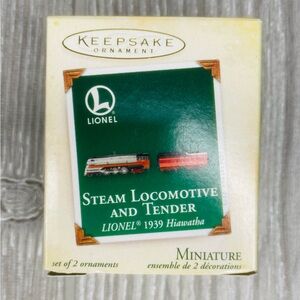 KEEPSAKE
ORNAMENT
L
LIONEL
STEAM LOCOMOTIVE
AND TENDER
LIONEL® 1939 Hiawatha
MINIATURE
set of 2 ornaments
ensemble de 2 décorations